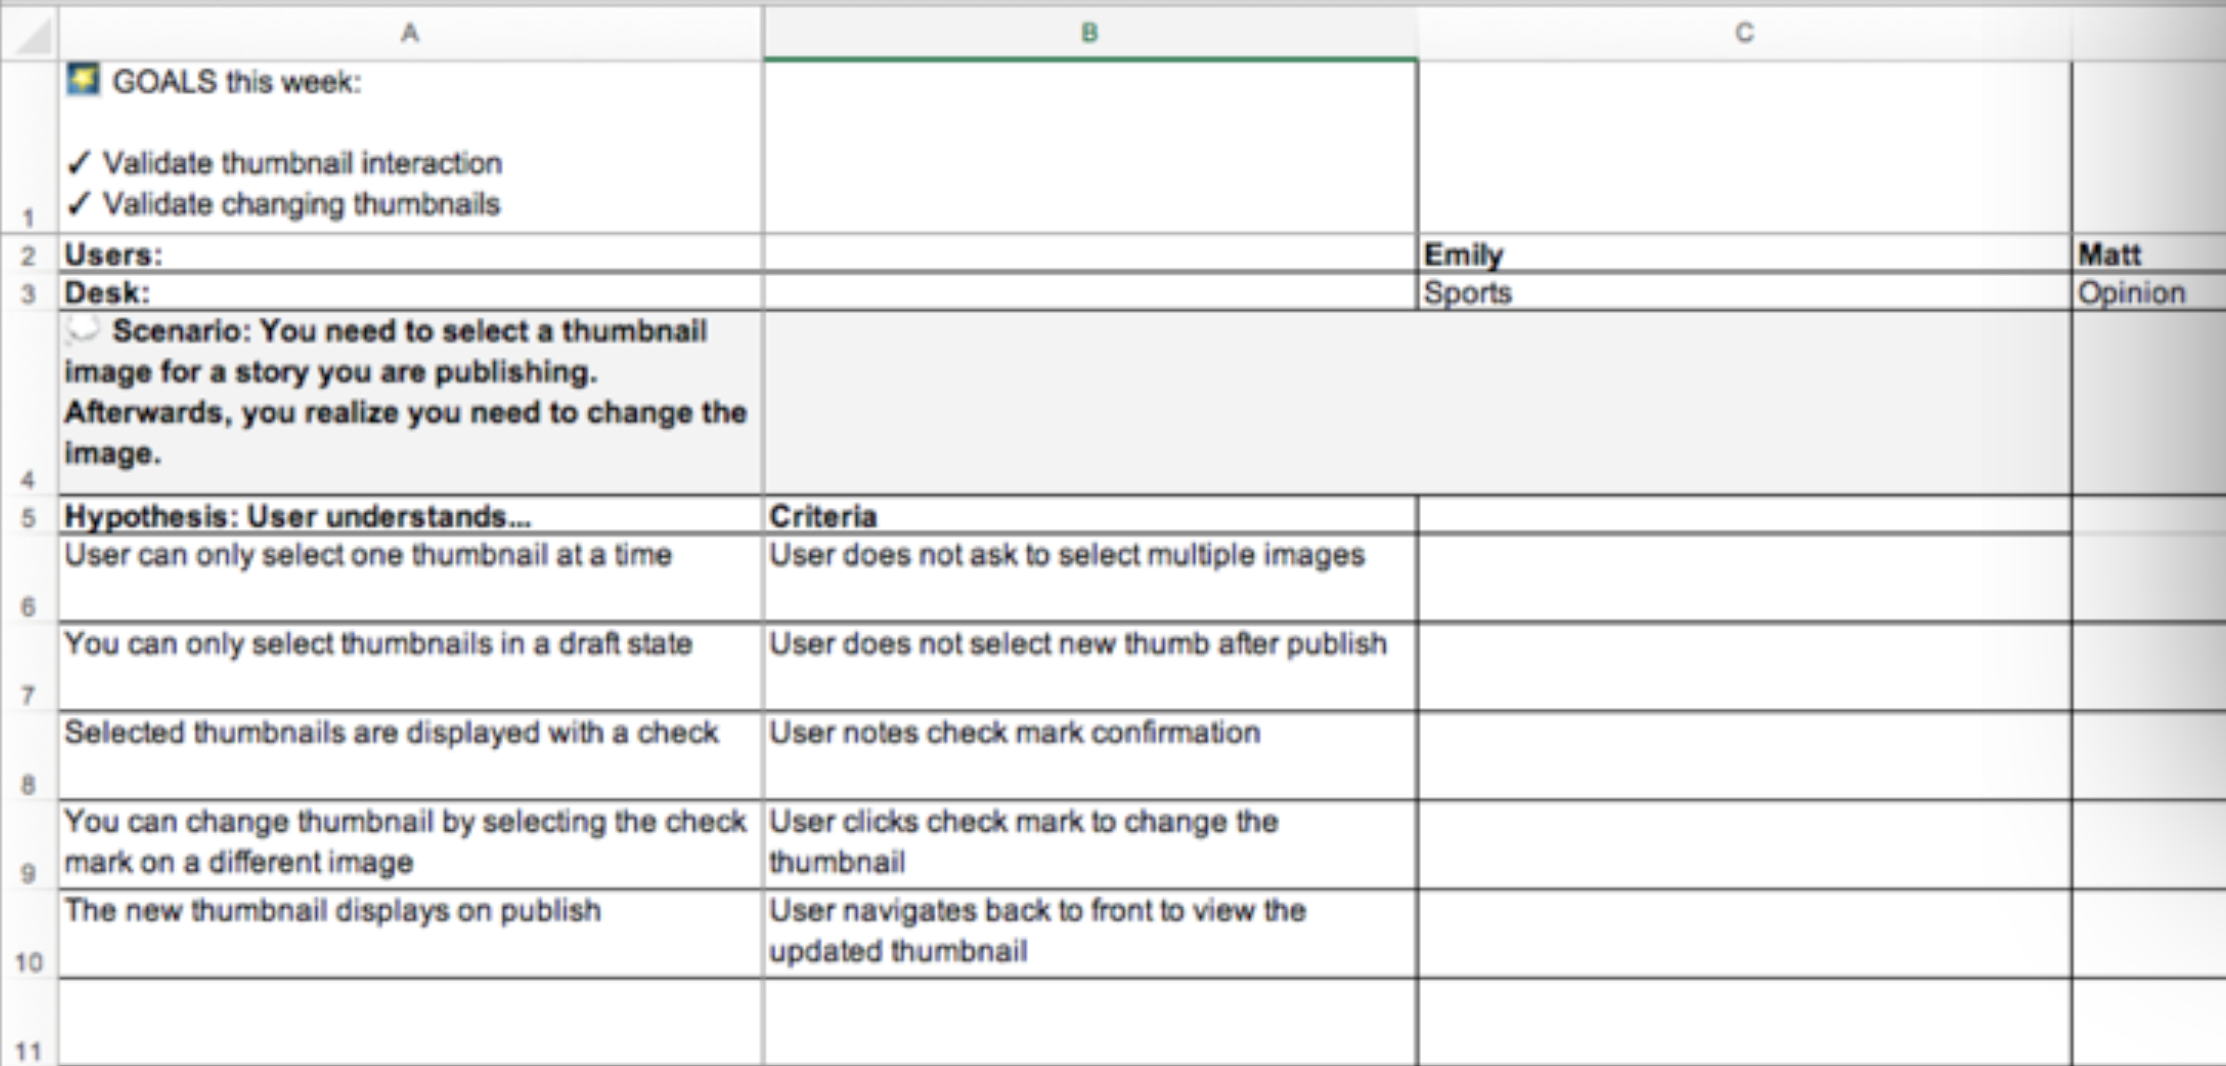 A B C
GOALS this week:
✓ Validate thumbnail interaction
✓ Validate changing thumbnails
1
2 Users: Emily Matt
3 Desk: Sports Opinion
Scenario: You need to select a thumbnail
image for a story you are publishing.
Afterwards, you realize you need to change the
image.
4
5 Hypothesis: User understands... Criteria
User can only select one thumbnail at a time User does not ask to select multiple images
6
You can only select thumbnails in a draft state User does not select new thumb after publish
7
Selected thumbnails are displayed with a check User notes check mark confirmation
8
You can change thumbnail by selecting the check User clicks check mark to change the
9 mark on a different image thumbnail
The new thumbnail displays on publish User navigates back to front to view the
10 updated thumbnail
11